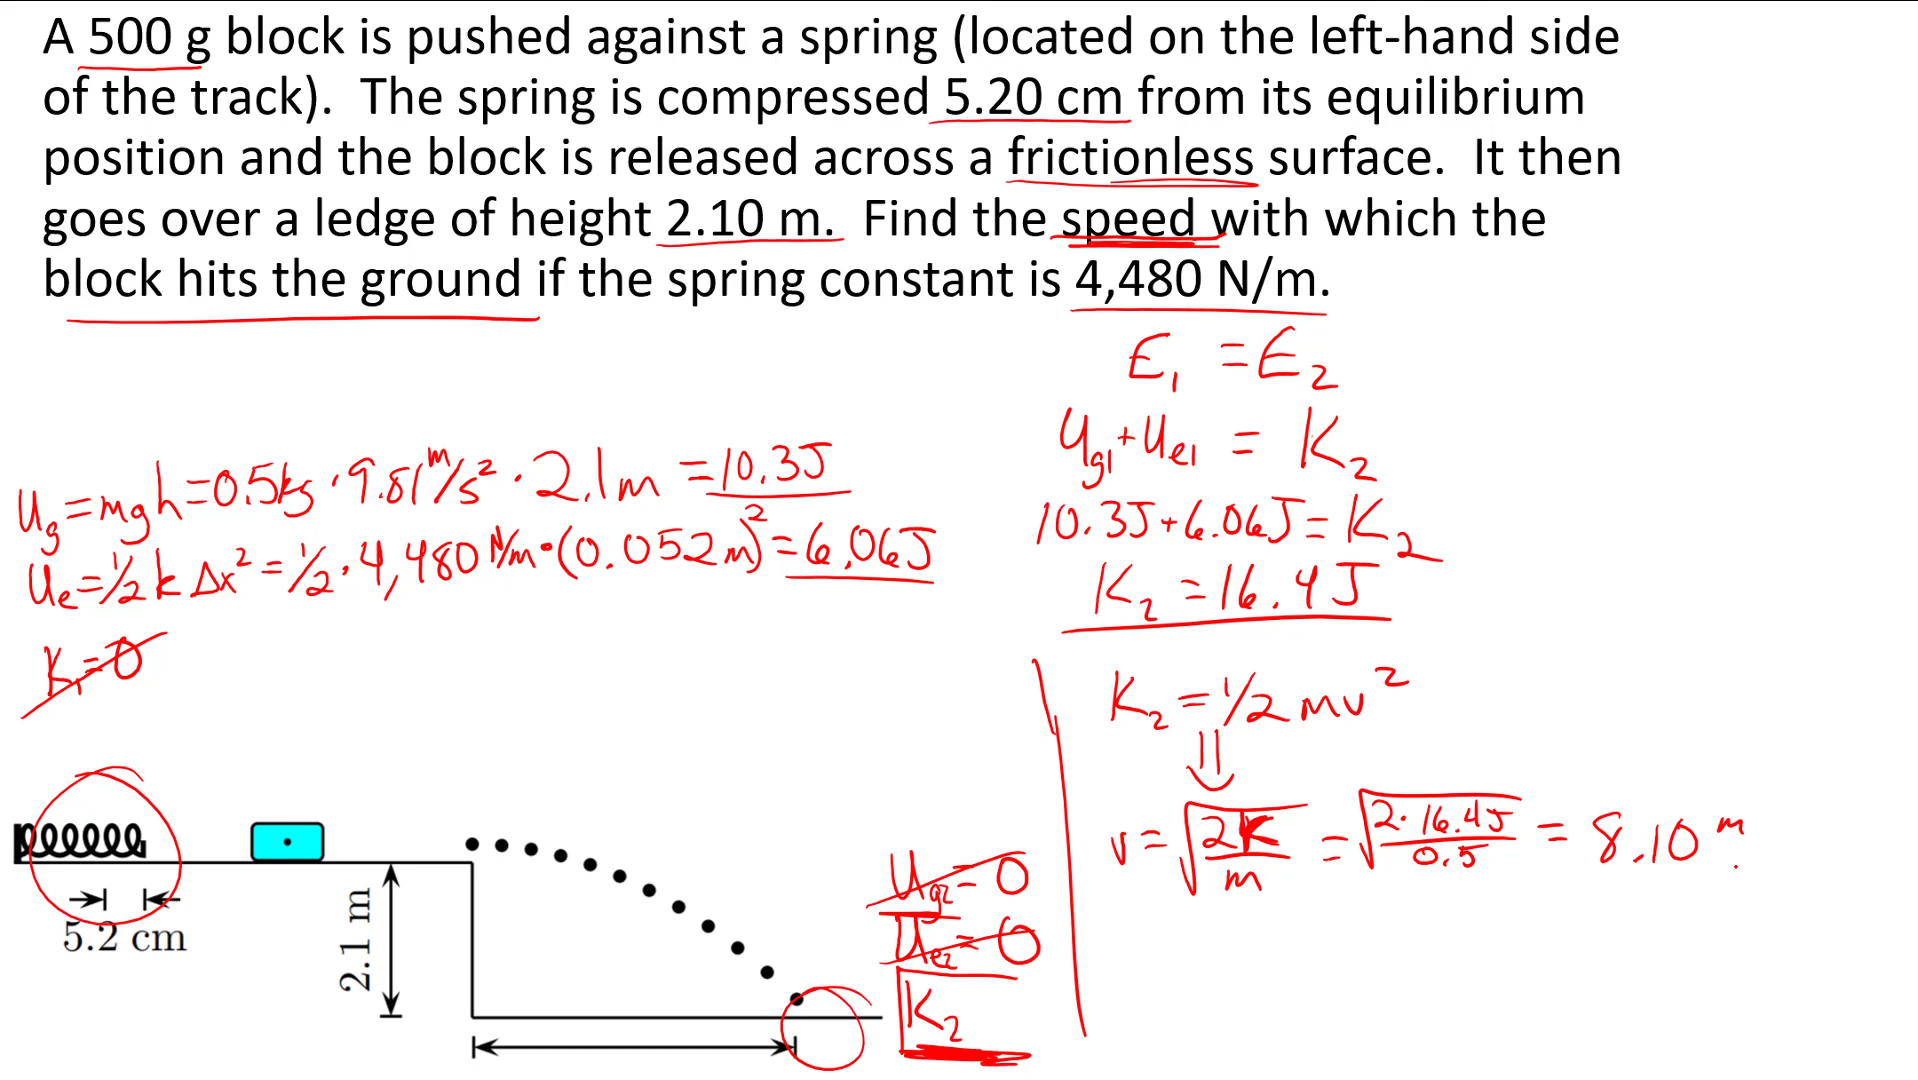 A 500 g block is pushed against a spring (located on the left-hand side
of the track).  The spring is compressed 5.20 cm from its equilibrium
position and the block is released across a frictionless surface.  It then
goes over a ledge of height 2.10 m.  Find the speed with which the
block hits the ground if the spring constant is 4,480 N/m.
E₁ = E₂
Ug1 + Ue1 = K₂
10.3J + 6.06J = K₂
K₂ = 16.4 J
Ug = mgh = 0.5kg · 9.81 m/s² · 2.1m = 10.3J
Ue = 1/2 k Δx² = 1/2 · 4,480 N/m · (0.052m)² = 6.06J
K₁ = 0
K₂ = 1/2 mv²
v = √(2K/m) = √(2·16.4J/0.5) = 8.10 m
5.2 cm
2.1 m
Ug2 = 0
Ue2 = 0
K₂